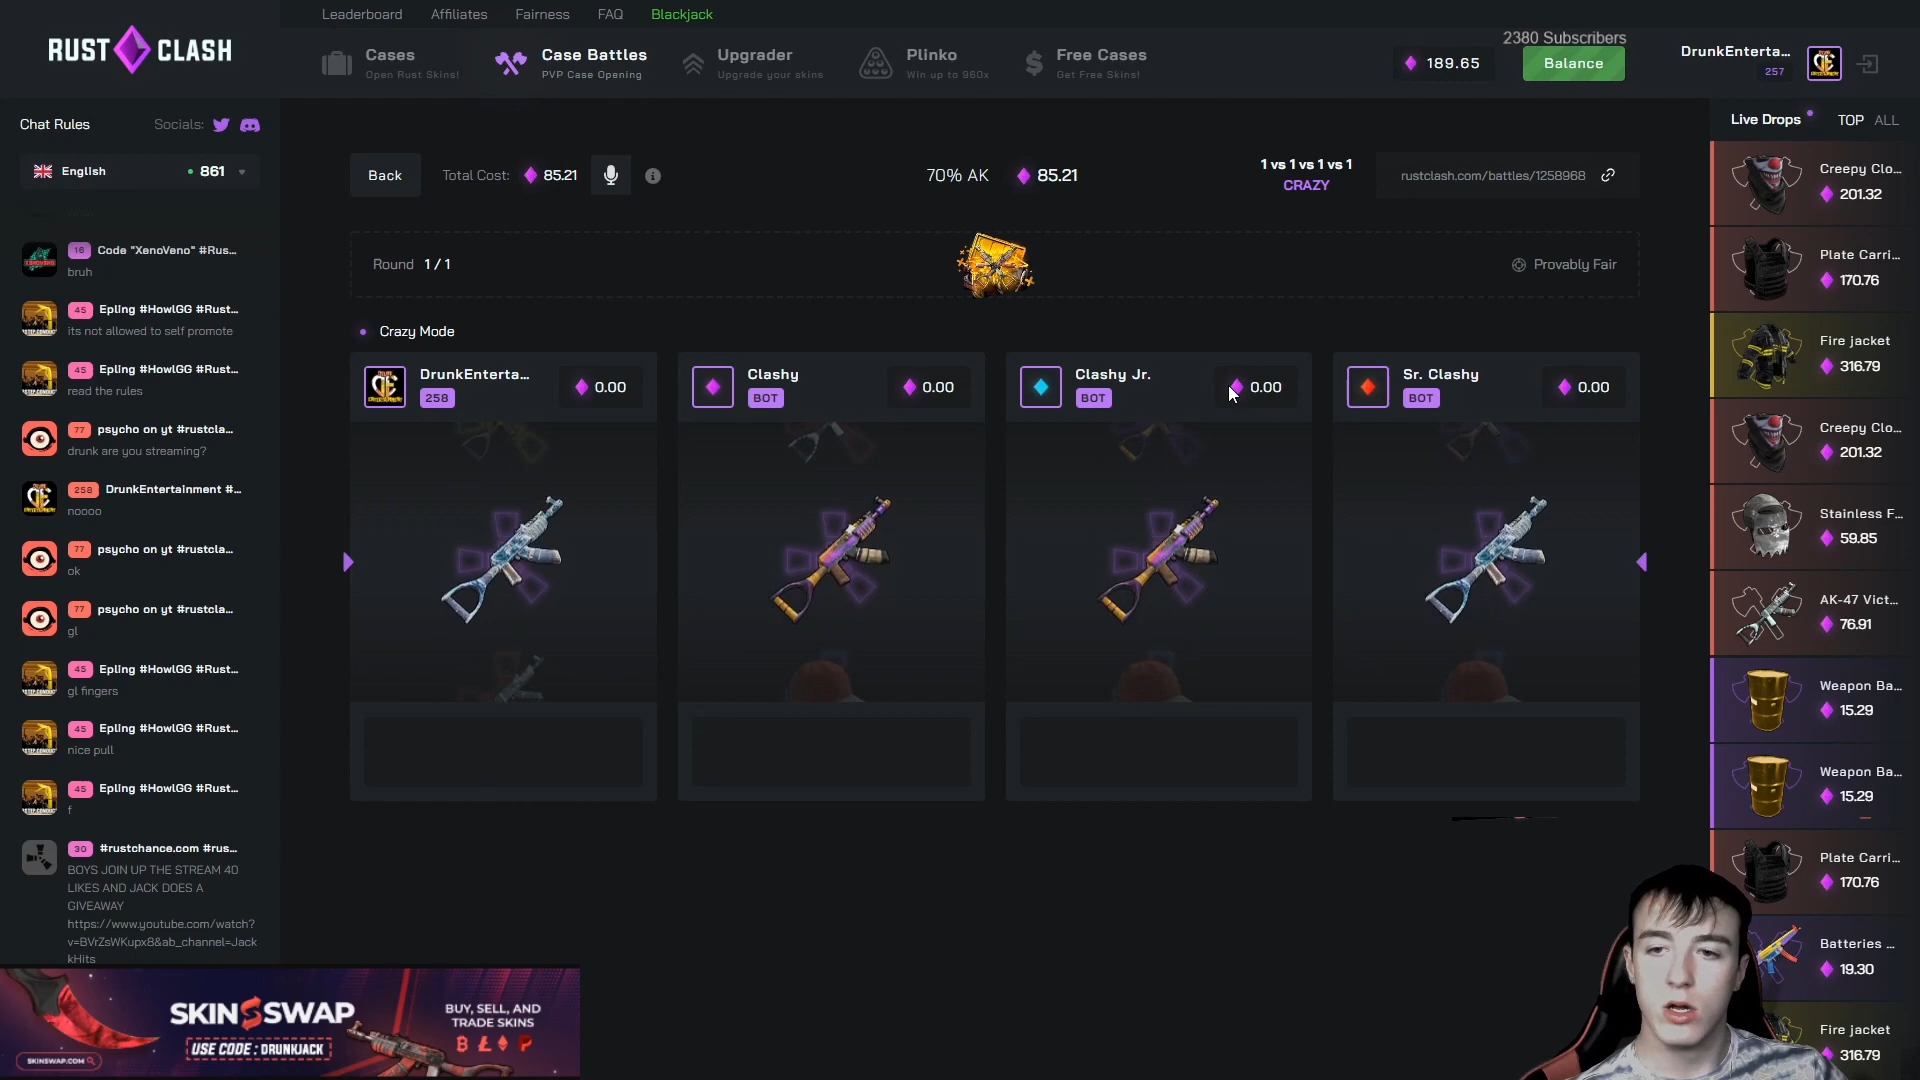 Leaderboard Affiliates Fairness FAQ Blackjack
RUST CLASH
Cases
Open Rust Skins!
Case Battles
PVP Case Opening
Upgrader
Upgrade your skins
Plinko
Win up to 960x
Free Cases
Get Free Skins!
189.65
2380 Subscribers
Balance
DrunkEnterta...
257
Chat Rules
Socials:
English
861
16 Code "XenoVeno" #Rus...
bruh
45 Epling #HowlGG #Rust...
its not allowed to self promote
45 Epling #HowlGG #Rust...
read the rules
77 psycho on yt #rustcla...
drunk are you streaming?
258 DrunkEntertainment #...
noooo
77 psycho on yt #rustcla...
ok
77 psycho on yt #rustcla...
gl
45 Epling #HowlGG #Rust...
gl fingers
45 Epling #HowlGG #Rust...
nice pull
45 Epling #HowlGG #Rust...
f
30 #rustchance.com #rus...
BOYS JOIN UP THE STREAM 40
LIKES AND JACK DOES A
GIVEAWAY
https://www.youtube.com/watch?
v=BVrZsWKupx8&ab_channel=Jack
kHits
SKINSWAP
USE CODE: DRUNKJACK
SKINSWAP.COM
BUY, SELL, AND
TRADE SKINS
Back
Total Cost: 85.21
70% AK 85.21
1 vs 1 vs 1 vs 1
CRAZY
rustclash.com/battles/1258968
Round 1 / 1
Provably Fair
Crazy Mode
DrunkEnterta...
258
0.00
Clashy
BOT
0.00
Clashy Jr.
BOT
0.00
Sr. Clashy
BOT
0.00
Live Drops TOP ALL
Creepy Clo...
201.32
Plate Carri...
170.76
Fire jacket
316.79
Creepy Clo...
201.32
Stainless F...
59.85
AK-47 Vict...
76.91
Weapon Ba...
15.29
Weapon Ba...
15.29
Plate Carri...
170.76
Batteries ...
19.30
Fire jacket
316.79